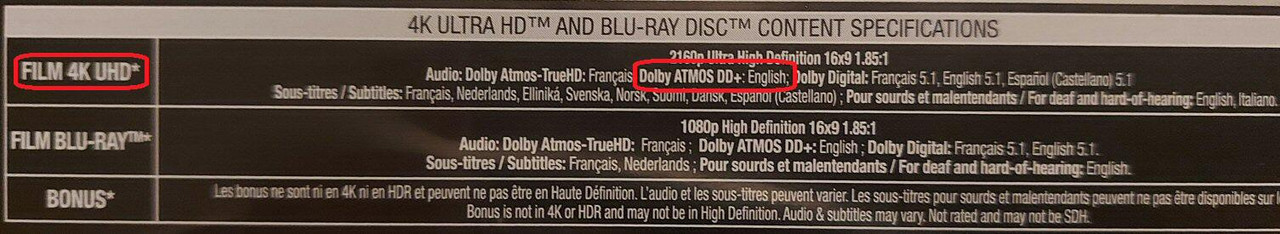 4K ULTRA HD™ AND BLU-RAY DISC™ CONTENT SPECIFICATIONS
FILM 4K UHD*
2160p Ultra High Definition 16x9 1.85:1
Audio: Dolby Atmos-TrueHD: Français Dolby ATMOS DD+: English; Dolby Digital: Français 5.1, English 5.1, Español (Castellano) 5.1
Sous-titres / Subtitles: Français, Nederlands, Elliniká, Svenska, Norsk, Suomi, Dansk, Español (Castellano) ; Pour sourds et malentendants / For deaf and hard-of-hearing: English, Italiano.
FILM BLU-RAY™*
1080p High Definition 16x9 1.85:1
Audio: Dolby Atmos-TrueHD: Français ; Dolby ATMOS DD+: English ; Dolby Digital: Français 5.1, English 5.1.
Sous-titres / Subtitles: Français, Nederlands ; Pour sourds et malentendants / For deaf and hard-of-hearing: English.
BONUS*
Les bonus ne sont ni en 4K ni en HDR et peuvent ne pas être en Haute Définition. L'audio et les sous-titres peuvent varier. Les sous-titres pour sourds et malentendants peuvent ne pas être disponibles sur
Bonus is not in 4K or HDR and may not be in High Definition. Audio & subtitles may vary. Not rated and may not be SDH.